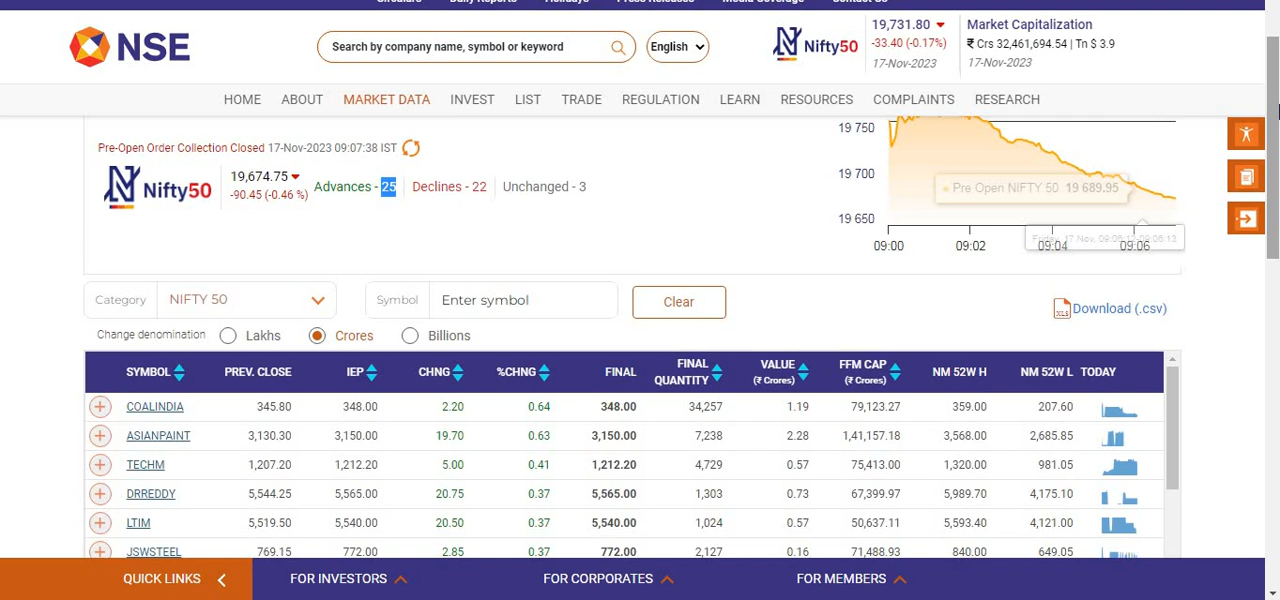 Circulars Daily Reports Holidays Press Releases Media Coverage Contact Us
NSE
Search by company name, symbol or keyword
English
Nifty50
19,731.80
-33.40 (-0.17%)
17-Nov-2023
Market Capitalization
₹ Crs 32,461,694.54 | Tn $ 3.9
17-Nov-2023
HOME ABOUT MARKET DATA INVEST LIST TRADE REGULATION LEARN RESOURCES COMPLAINTS RESEARCH
Pre-Open Order Collection Closed 17-Nov-2023 09:07:38 IST
Nifty50
19,674.75
-90.45 (-0.46 %)
Advances - 25 Declines - 22 Unchanged - 3
19 750
19 700
19 650
Pre Open NIFTY 50 19 689.95
09:00 09:02 09:04 09:06
Category NIFTY 50 Symbol Enter symbol Clear
Download (.csv)
XLS
Change denomination Lakhs Crores Billions
SYMBOL PREV. CLOSE IEP CHNG %CHNG FINAL FINAL QUANTITY VALUE (₹ Crores) FFM CAP (₹ Crores) NM 52W H NM 52W L TODAY
COALINDIA 345.80 348.00 2.20 0.64 348.00 34,257 1.19 79,123.27 359.00 207.60
ASIANPAINT 3,130.30 3,150.00 19.70 0.63 3,150.00 7,238 2.28 1,41,157.18 3,568.00 2,685.85
TECHM 1,207.20 1,212.20 5.00 0.41 1,212.20 4,729 0.57 75,413.00 1,320.00 981.05
DRREDDY 5,544.25 5,565.00 20.75 0.37 5,565.00 1,303 0.73 67,399.97 5,989.70 4,175.10
LTIM 5,519.50 5,540.00 20.50 0.37 5,540.00 1,024 0.57 50,637.11 5,593.40 4,121.00
JSWSTEEL 769.15 772.00 2.85 0.37 772.00 2,127 0.16 71,488.93 840.00 649.05
QUICK LINKS FOR INVESTORS FOR CORPORATES FOR MEMBERS